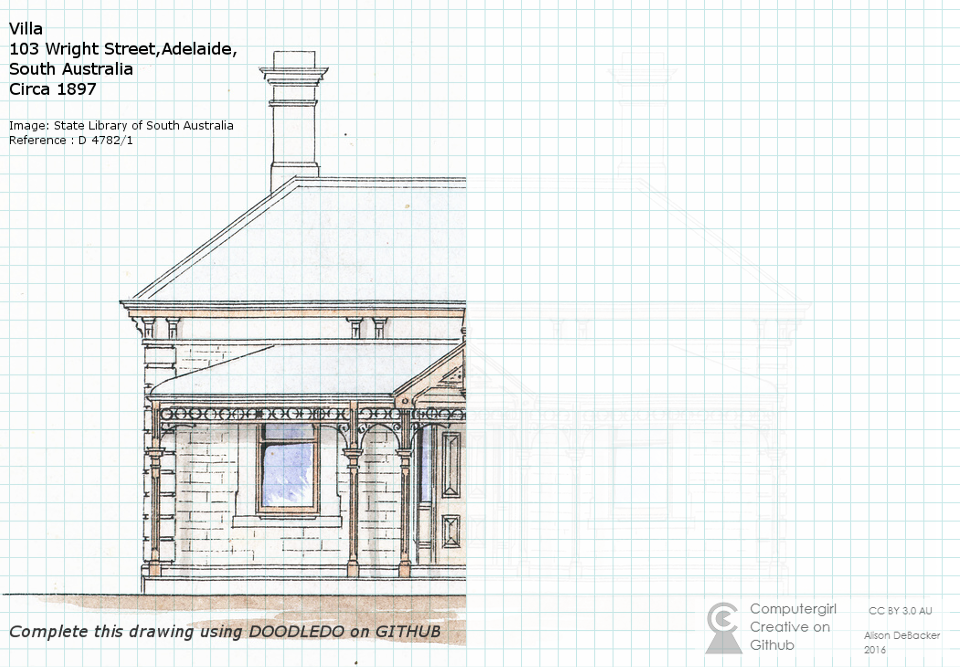 Villa
103 Wright Street,Adelaide,
South Australia
Circa 1897
Image: State Library of South Australia
Reference : D 4782/1
Complete this drawing using DOODLEDO on GITHUB
Computergirl
Creative on
Github
CC BY 3.0 AU
Alison DeBacker
2016